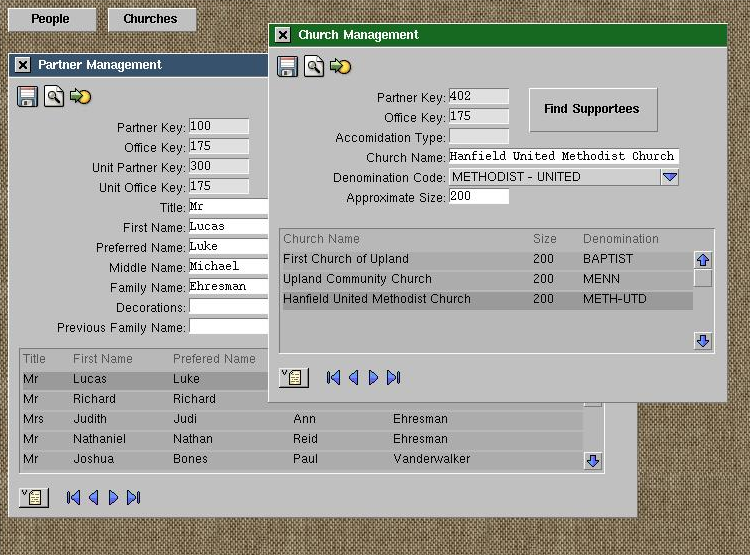 People Churches
Church Management
Partner Key: 402
Office Key: 175
Find Supportees
Accomidation Type:
Church Name: Hanfield United Methodist Church
Denomination Code: METHODIST - UNITED
Approximate Size: 200
Church Name Size Denomination
First Church of Upland 200 BAPTIST
Upland Community Church 200 MENN
Hanfield United Methodist Church 200 METH-UTD
Partner Management
Partner Key: 100
Office Key: 175
Unit Partner Key: 300
Unit Office Key: 175
Title: Mr
First Name: Lucas
Preferred Name: Luke
Middle Name: Michael
Family Name: Ehresman
Decorations:
Previous Family Name:
Title First Name Prefered Name
Mr Lucas Luke
Mr Richard Richard
Mrs Judith Judi Ann Ehresman
Mr Nathaniel Nathan Reid Ehresman
Mr Joshua Bones Paul Vanderwalker